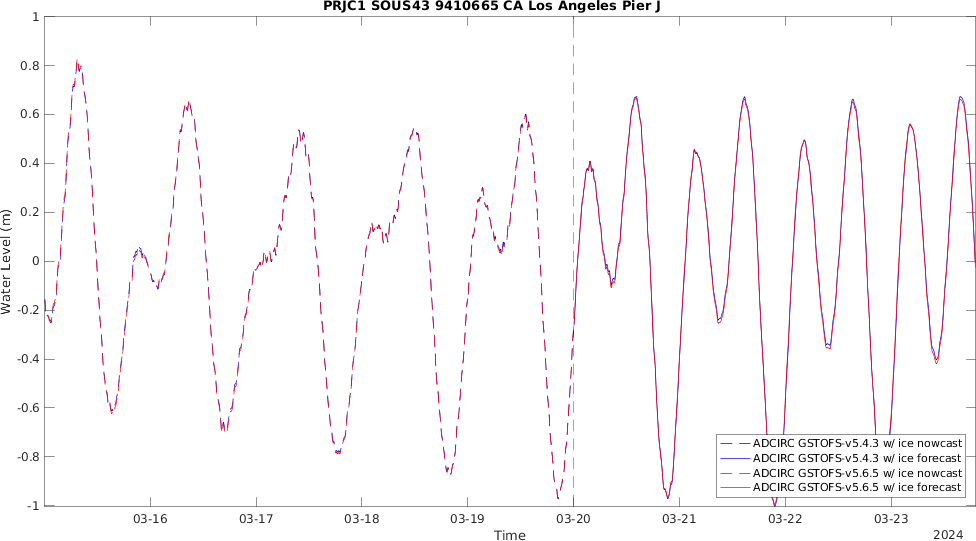 PRJC1 SOUS43 9410665 CA Los Angeles Pier J
1
0.8
0.6
0.4
0.2
0
-0.2
-0.4
-0.6
-0.8
-1
Water Level (m)
03-16
03-17
03-18
03-19
03-20
03-21
03-22
03-23
Time
2024
ADCIRC GSTOFS-v5.4.3 w/ ice nowcast
ADCIRC GSTOFS-v5.4.3 w/ ice forecast
ADCIRC GSTOFS-v5.6.5 w/ ice nowcast
ADCIRC GSTOFS-v5.6.5 w/ ice forecast